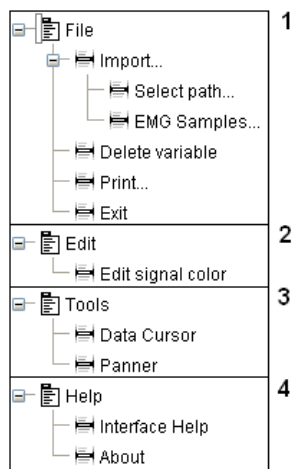 File 1
Import...
Select path...
EMG Samples...
Delete variable
Print...
Exit
Edit 2
Edit signal color
Tools 3
Data Cursor
Panner
Help 4
Interface Help
About